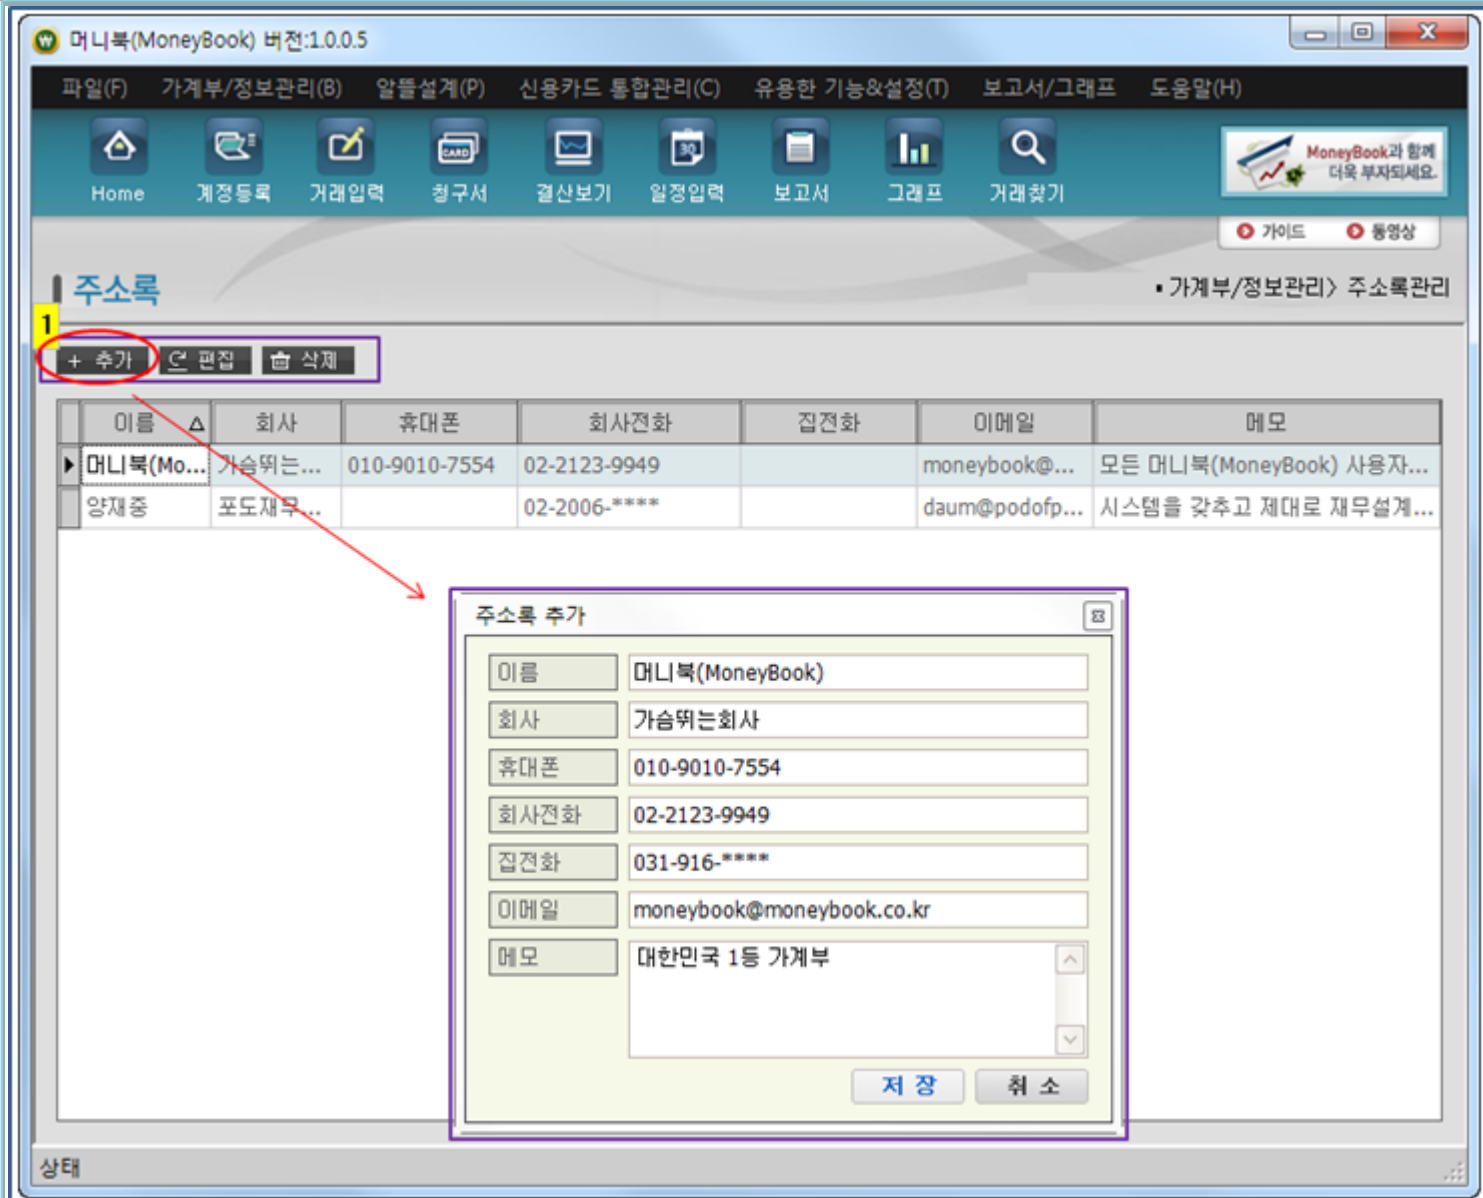 머니북(MoneyBook) 버전:1.0.0.5
파일(F) 가계부/정보관리(B) 알뜰설계(P) 신용카드 통합관리(C) 유용한 기능&설정(T) 보고서/그래프 도움말(H)
CARD 30
Home 계정등록 거래입력 청구서 결산보기 일정입력 보고서 그래프 거래찾기
MoneyBook과 함께
더욱 부자되세요.
가이드 동영상
주소록
▪ 가계부/정보관리> 주소록관리
1
+ 추가 편집 삭제
이름 △ 회사 휴대폰 회사전화 집전화 이메일 메모
머니북(Mo... 가슴뛰는... 010-9010-7554 02-2123-9949 moneybook@... 모든 머니북(MoneyBook) 사용자...
양재중 포도재무... 02-2006-**** daum@podofp... 시스템을 갖추고 제대로 재무설계...
주소록 추가
이름 머니북(MoneyBook)
회사 가슴뛰는회사
휴대폰 010-9010-7554
회사전화 02-2123-9949
집전화 031-916-****
이메일 moneybook@moneybook.co.kr
메모 대한민국 1등 가계부
저 장 취 소
상태